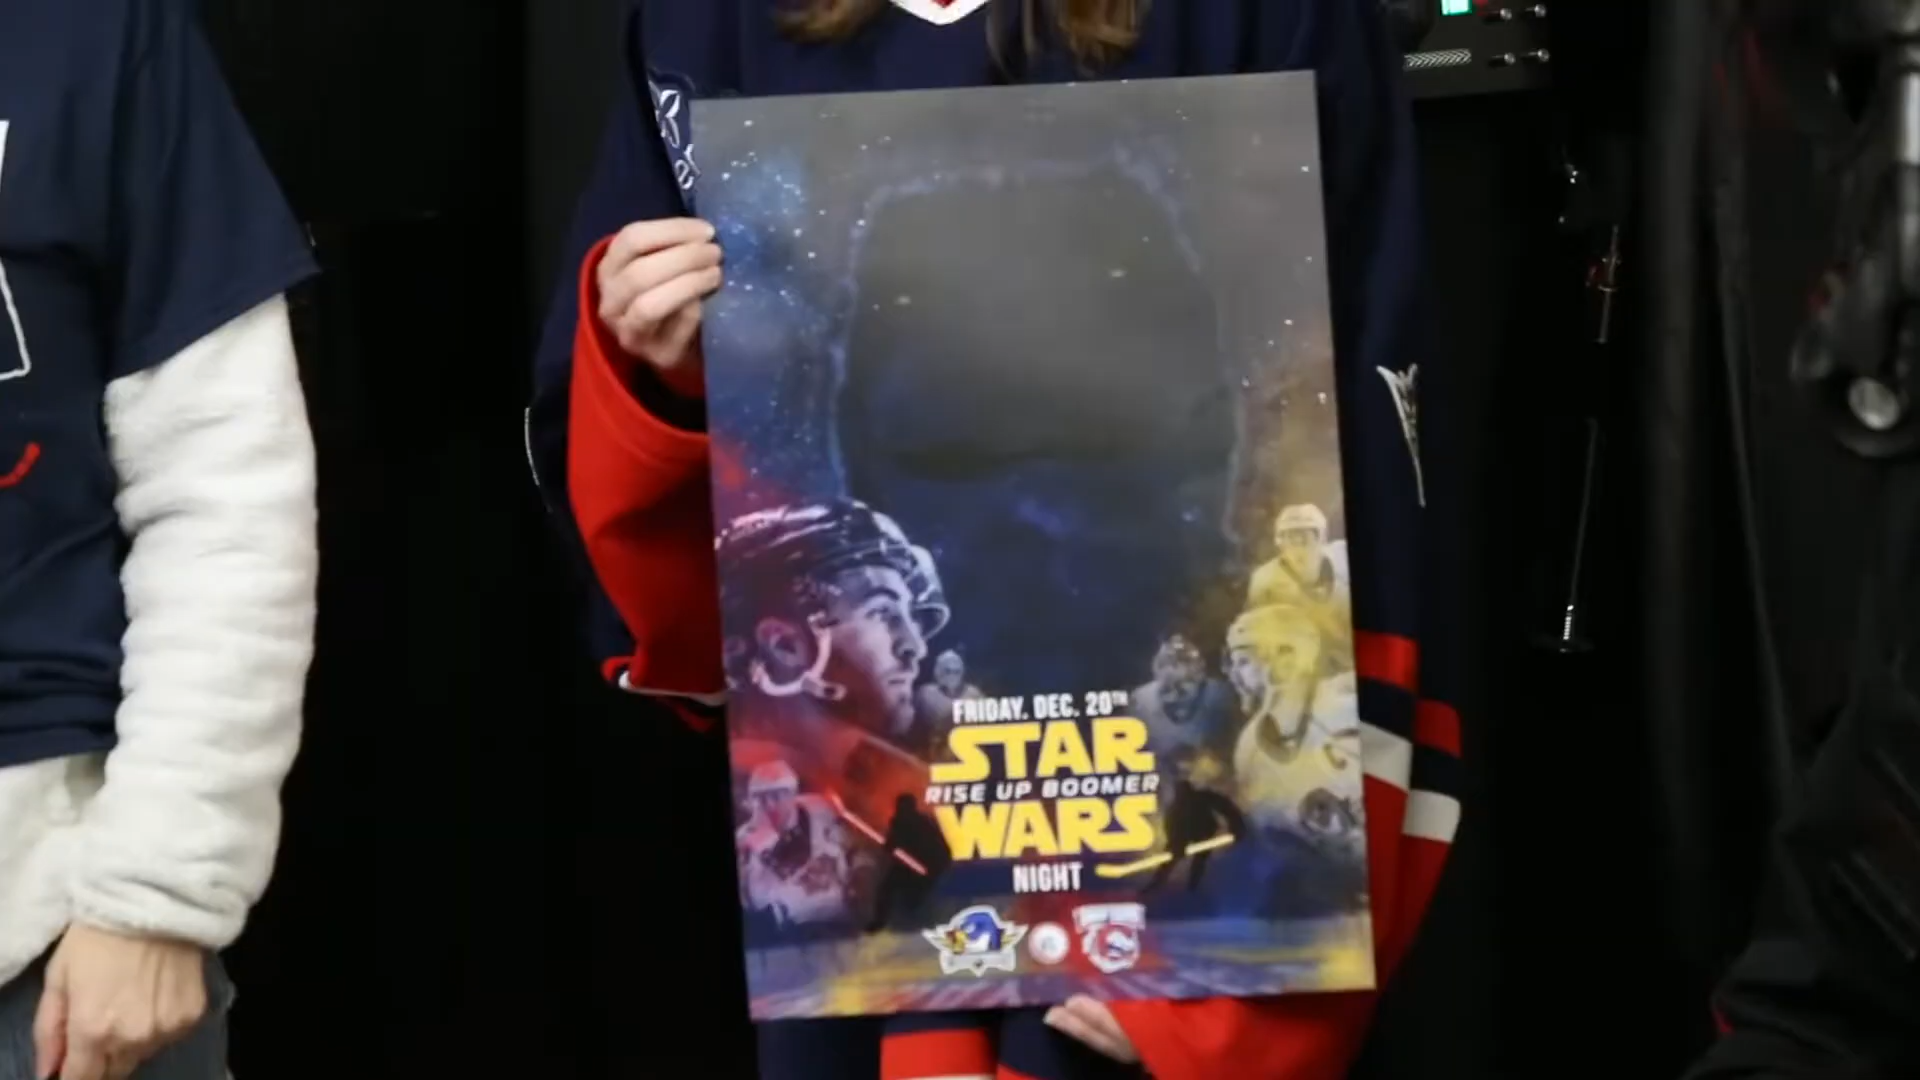 FRIDAY. DEC. 20TH
STAR
RISE UP BOOMER
WARS
NIGHT